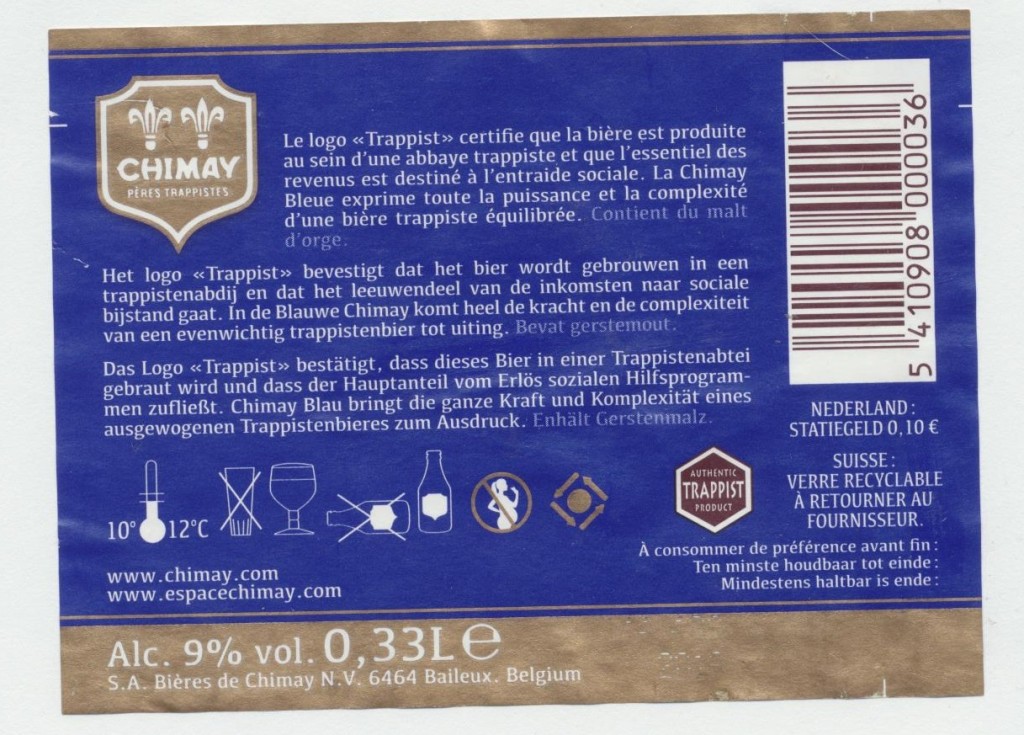 CHIMAY
PÈRES TRAPPISTES
Le logo «Trappist» certifie que la bière est produite
au sein d'une abbaye trappiste et que l'essentiel des
revenus est destiné à l'entraide sociale. La Chimay
Bleue exprime toute la puissance et la complexité
d'une bière trappiste équilibrée. Contient du malt
d'orge.
Het logo «Trappist» bevestigt dat het bier wordt gebrouwen in een
trappistenabdij en dat het leeuwendeel van de inkomsten naar sociale
bijstand gaat. In de Blauwe Chimay komt heel de kracht en de complexiteit
van een evenwichtig trappistenbier tot uiting. Bevat gerstemout.
Das Logo «Trappist» bestätigt, dass dieses Bier in einer Trappistenabtei
gebraut wird und dass der Hauptanteil vom Erlös sozialen Hilfsprogram-
men zufließt. Chimay Blau bringt die ganze Kraft und Komplexität eines
ausgewogenen Trappistenbieres zum Ausdruck. Enhält Gerstenmalz.
5 410908 000036
NEDERLAND :
STATIEGELD 0,10 €
SUISSE :
VERRE RECYCLABLE
À RETOURNER AU
FOURNISSEUR.
10° 12°C
AUTHENTIC
TRAPPIST
PRODUCT
À consommer de préférence avant fin :
Ten minste houdbaar tot einde :
Mindestens haltbar is ende :
www.chimay.com
www.espacechimay.com
Alc. 9% vol. 0,33L e
S.A. Bières de Chimay N.V. 6464 Baileux. Belgium